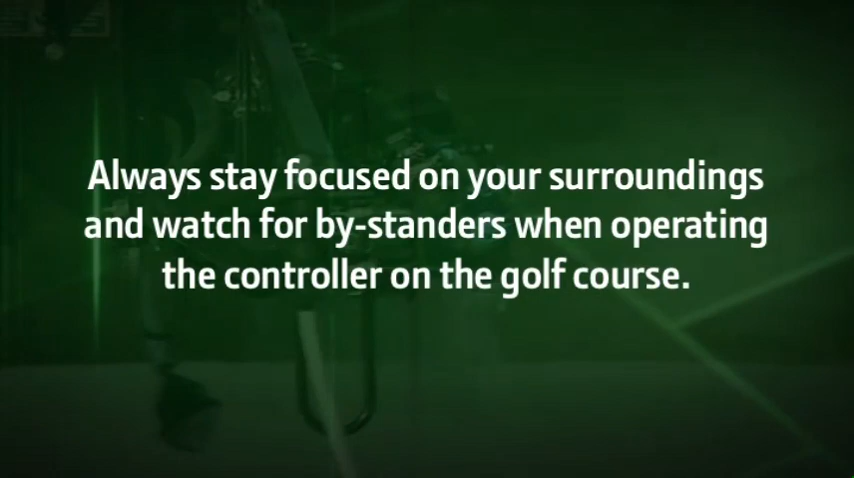 Always stay focused on your surroundings
and watch for by-standers when operating
the controller on the golf course.